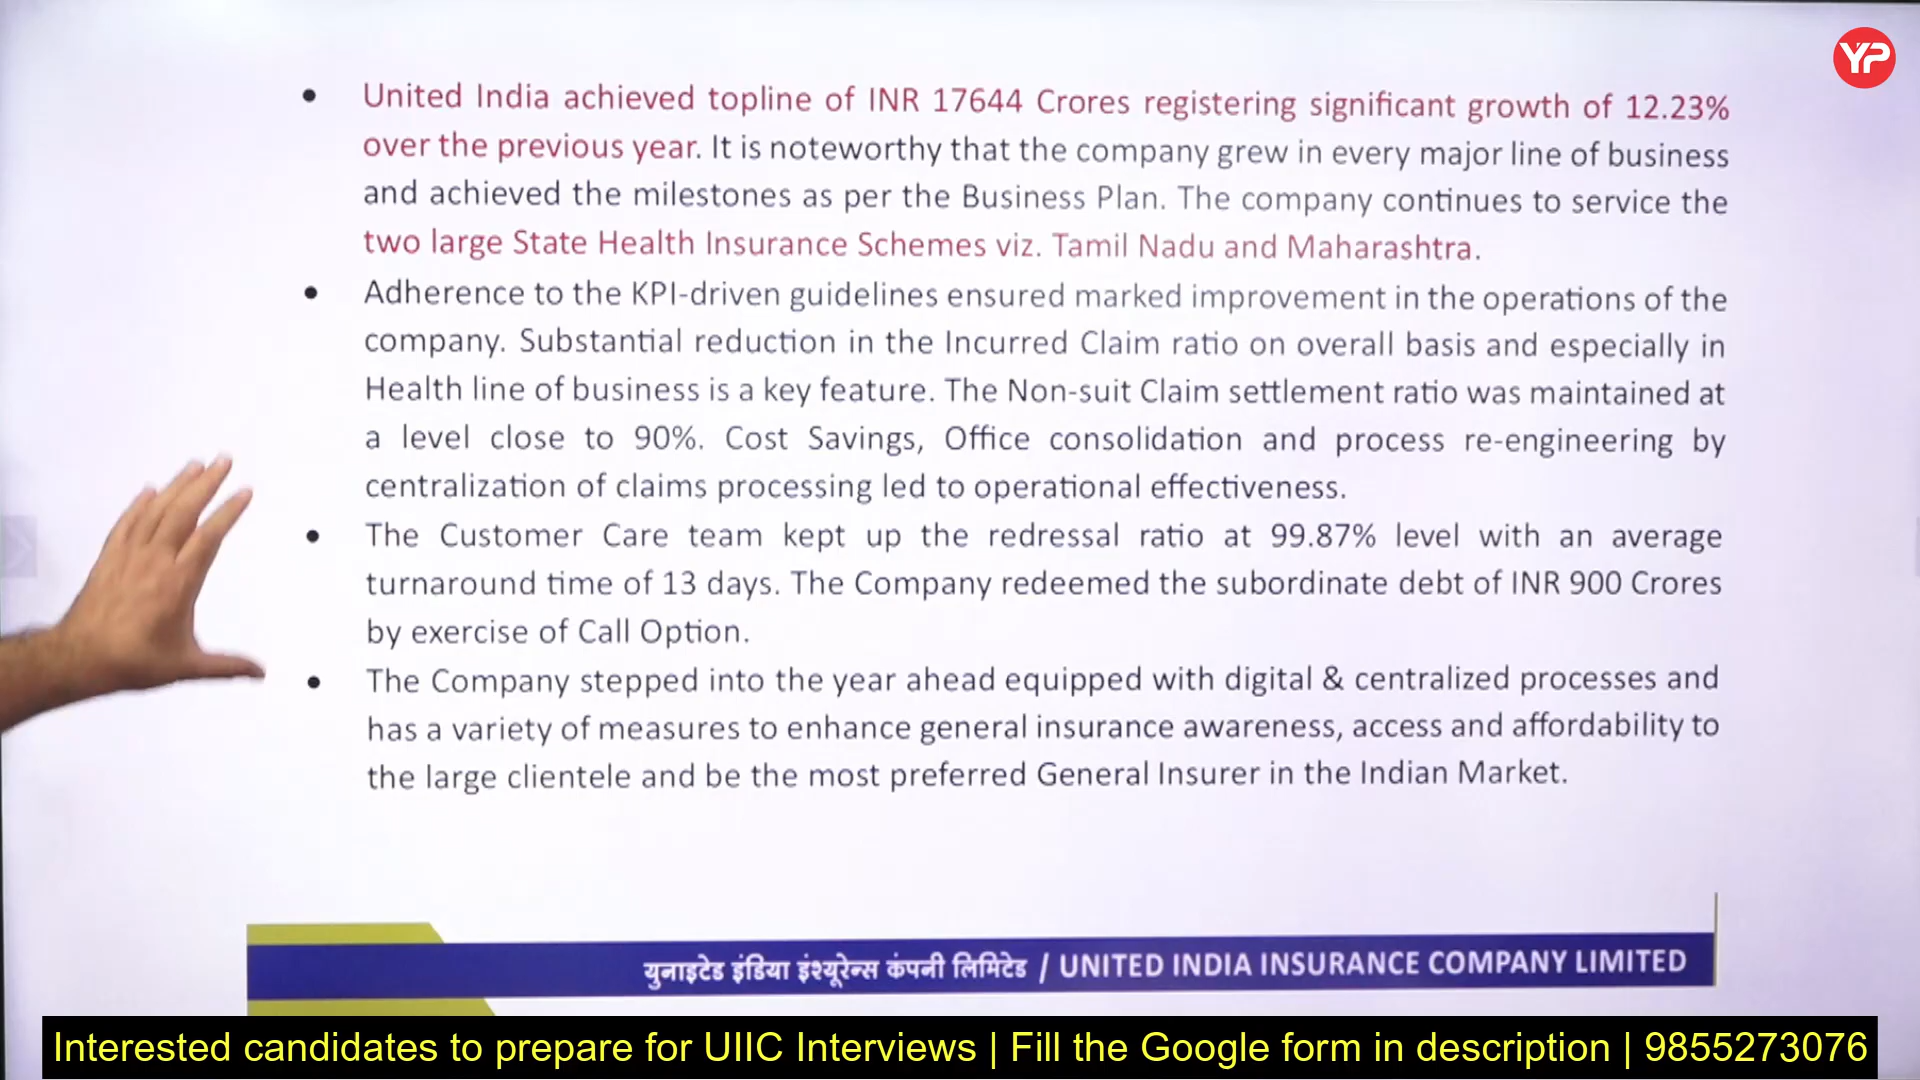 YP
• United India achieved topline of INR 17644 Crores registering significant growth of 12.23%
over the previous year. It is noteworthy that the company grew in every major line of business
and achieved the milestones as per the Business Plan. The company continues to service the
two large State Health Insurance Schemes viz. Tamil Nadu and Maharashtra.
• Adherence to the KPI-driven guidelines ensured marked improvement in the operations of the
company. Substantial reduction in the Incurred Claim ratio on overall basis and especially in
Health line of business is a key feature. The Non-suit Claim settlement ratio was maintained at
a level close to 90%. Cost Savings, Office consolidation and process re-engineering by
centralization of claims processing led to operational effectiveness.
• The Customer Care team kept up the redressal ratio at 99.87% level with an average
turnaround time of 13 days. The Company redeemed the subordinate debt of INR 900 Crores
by exercise of Call Option.
• The Company stepped into the year ahead equipped with digital & centralized processes and
has a variety of measures to enhance general insurance awareness, access and affordability to
the large clientele and be the most preferred General Insurer in the Indian Market.
युनाइटेड इंडिया इंश्यूरेन्स कंपनी लिमिटेड / UNITED INDIA INSURANCE COMPANY LIMITED
Interested candidates to prepare for UIIC Interviews | Fill the Google form in description | 9855273076